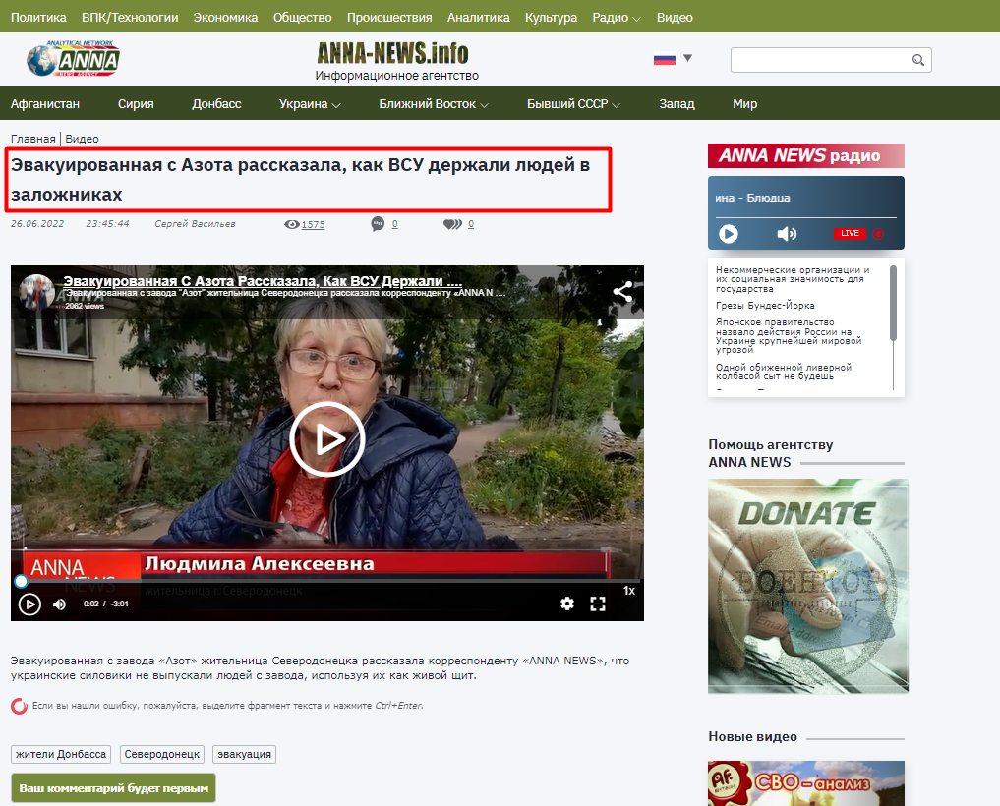 Политика ВПК/Технологии Экономика Общество Происшествия Аналитика Культура Радио Видео
ANALYTICAL NETWORK
ANNA
NEWS AGENCY
ANNA-NEWS.info
Информационное агентство
Афганистан Сирия Донбасс Украина Ближний Восток Бывший СССР Запад Мир
Главная | Видео
Эвакуированная с Азота рассказала, как ВСУ держали людей в
заложниках
26.06.2022 23:45:44 Сергей Васильев 1575 0 0
Эвакуированная С Азота Рассказала, Как ВСУ Держали ....
"Эвакуированная с завода "Азот" жительница Северодонецка рассказала корреспонденту «ANNA N ....
2062 views
ANNA
NEWS
Людмила Алексеевна
жительница г. Северодонецк
1x
0:02 / -3:01
Эвакуированная с завода «Азот» жительница Северодонецка рассказала корреспонденту «ANNA NEWS», что
украинские силовики не выпускали людей с завода, используя их как живой щит.
Если вы нашли ошибку, пожалуйста, выделите фрагмент текста и нажмите Ctrl+Enter.
жители Донбасса Северодонецк эвакуация
Ваш комментарий будет первым
ANNA NEWS радио
ина - Блюдца
LIVE
Некоммерческие организации и
их социальная значимость для
государства
Грезы Бундес-Йорка
Японское правительство
назвало действия России на
Украине крупнейшей мировой
угрозой
Одной обиженной ливерной
колбасой сыт не будешь
Помощь агентству
ANNA NEWS
DONATE
ВОЕНКОР
Новые видео
СВО - анализ